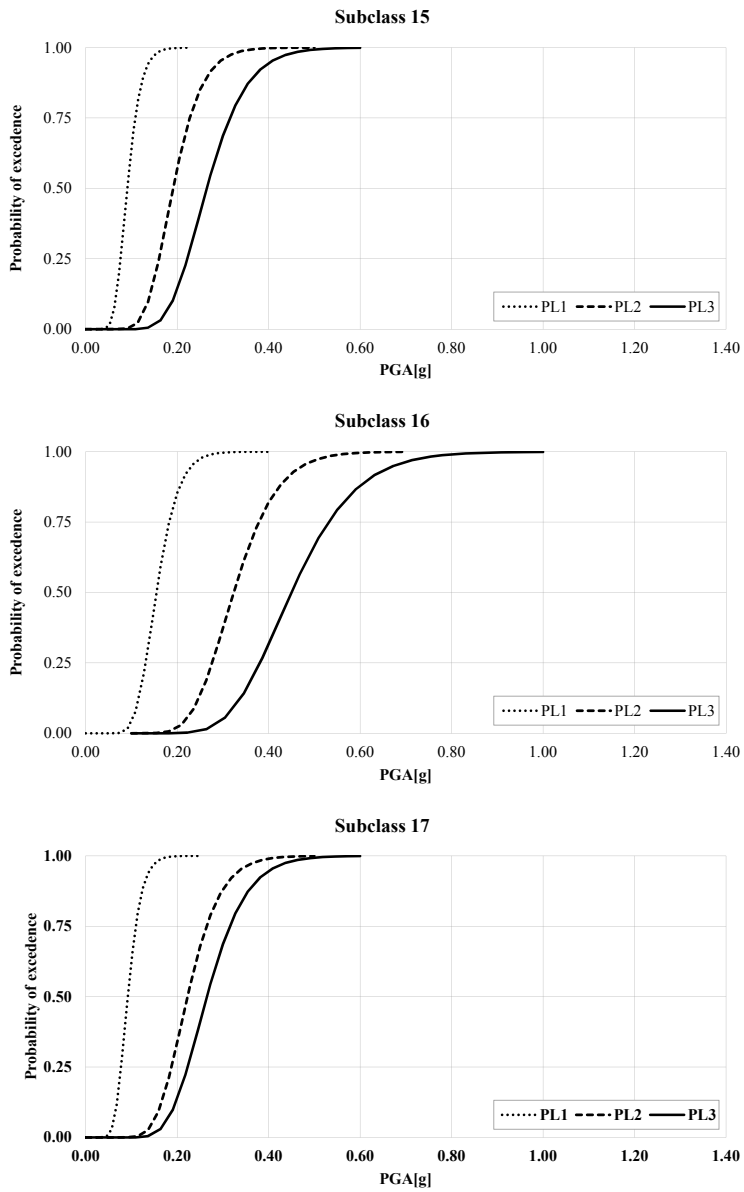 Subclass 15
1.00
0.75
0.50
0.25
0.00
Probability of excedence
PL1 PL2 PL3
0.00 0.20 0.40 0.60 0.80 1.00 1.20 1.40
PGA[g]
Subclass 16
1.00
0.75
0.50
0.25
0.00
Probability of excedence
PL1 PL2 PL3
0.00 0.20 0.40 0.60 0.80 1.00 1.20 1.40
PGA[g]
Subclass 17
1.00
0.75
0.50
0.25
0.00
Probability of excedence
PL1 PL2 PL3
0.00 0.20 0.40 0.60 0.80 1.00 1.20 1.40
PGA[g]